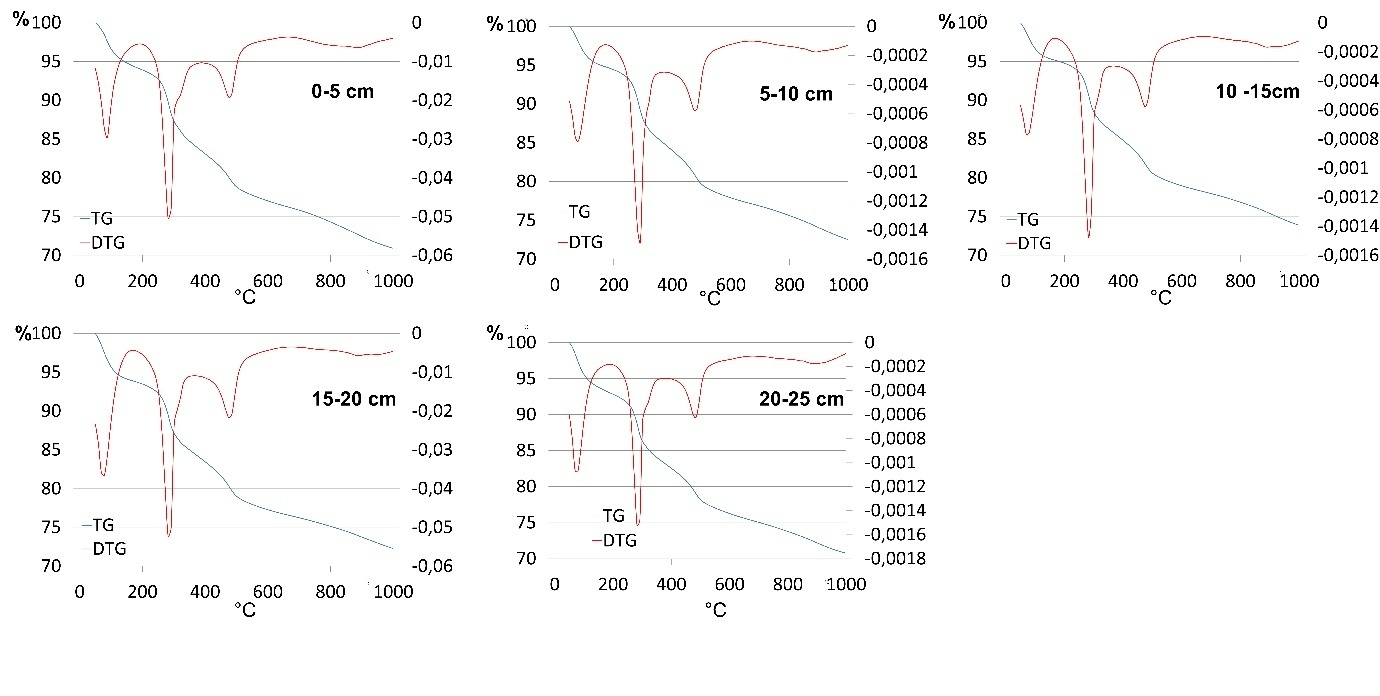 %100 0
95 -0,01
90 -0,02
85 -0,03
80 -0,04
75 -0,05
70 -0,06
0-5 cm
TG
DTG
0 200 400 600 800 1000
°C
%100 0
95 -0,0002
90 -0,0004
85 -0,0006
80 -0,0008
75 -0,001
70 -0,0012
-0,0014
-0,0016
5-10 cm
TG
DTG
0 200 400 600 800 1000
°C
%100 0
95 -0,0002
90 -0,0004
85 -0,0006
80 -0,0008
75 -0,001
70 -0,0012
-0,0014
-0,0016
10 -15cm
TG
DTG
0 200 400 600 800 1000
°C
%100 0
95 -0,01
90 -0,02
85 -0,03
80 -0,04
75 -0,05
70 -0,06
15-20 cm
TG
DTG
0 200 400 600 800 1000
°C
% 100 0
95 -0,0002
90 -0,0004
85 -0,0006
80 -0,0008
75 -0,001
70 -0,0012
-0,0014
-0,0016
-0,0018
20-25 cm
TG
DTG
0 200 400 600 800 1000
°C